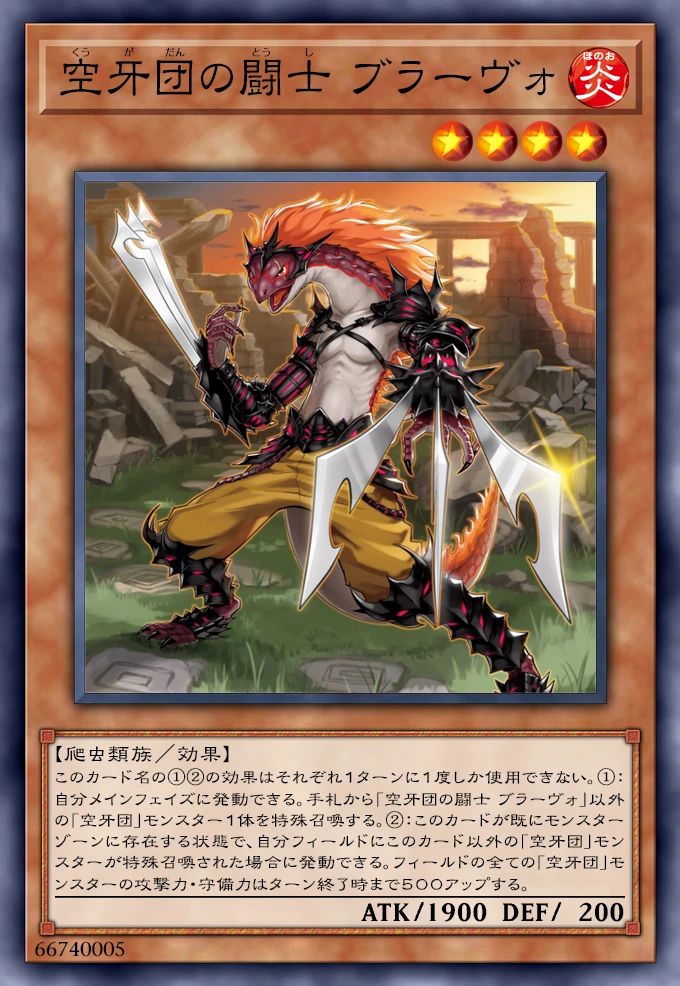 くう が だん とう し
空牙団の闘士 ブラーヴォ
ほのお
炎
【爬虫類族／効果】
このカード名の①②の効果はそれぞれ1ターンに1度しか使用できない。①：
自分メインフェイズに発動できる。手札から「空牙団の闘士 ブラーヴォ」以外
の「空牙団」モンスター1体を特殊召喚する。②：このカードが既にモンスター
ゾーンに存在する状態で、自分フィールドにこのカード以外の「空牙団」モン
スターが特殊召喚された場合に発動できる。フィールドの全ての「空牙団」モ
ンスターの攻撃力・守備力はターン終了時まで500アップする。
ATK/1900 DEF/ 200
66740005